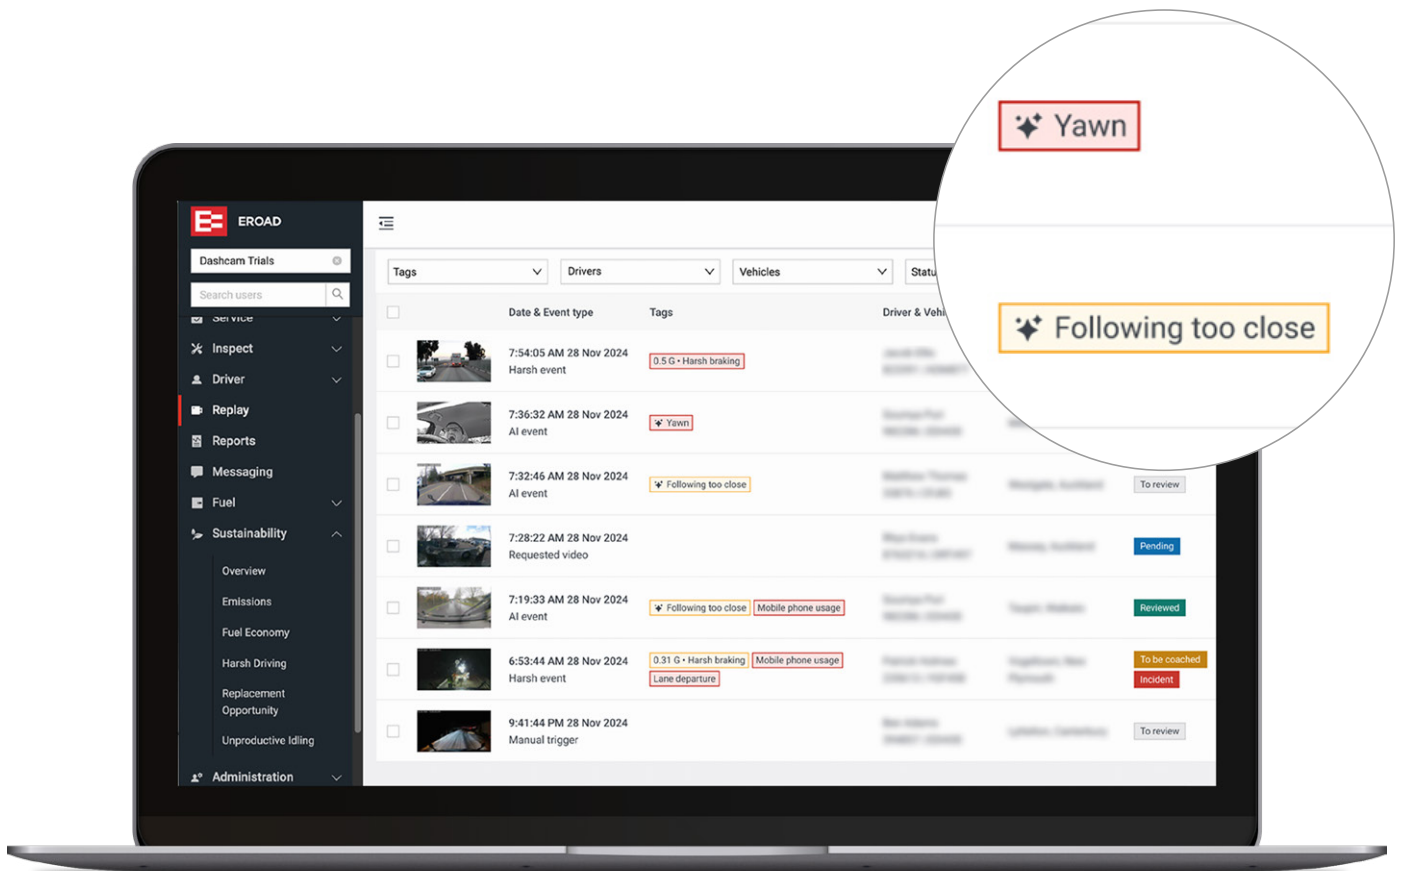 Yawn
Following too close
EROAD
Dashcam Trials
Search users
Service
Inspect
Driver
Replay
Reports
Messaging
Fuel
Sustainability
Overview
Emissions
Fuel Economy
Harsh Driving
Replacement
Opportunity
Unproductive Idling
Administration
Tags Drivers Vehicles Statu
Date & Event type Tags Driver & Vehi
7:54:05 AM 28 Nov 2024
Harsh event
0.5 G • Harsh braking
7:36:32 AM 28 Nov 2024
AI event
Yawn
7:32:46 AM 28 Nov 2024
AI event
Following too close
To review
7:28:22 AM 28 Nov 2024
Requested video
Pending
7:19:33 AM 28 Nov 2024
AI event
Following too close Mobile phone usage
Reviewed
6:53:44 AM 28 Nov 2024
Harsh event
0.31 G • Harsh braking Mobile phone usage
Lane departure
To be coached
Incident
9:41:44 PM 28 Nov 2024
Manual trigger
To review